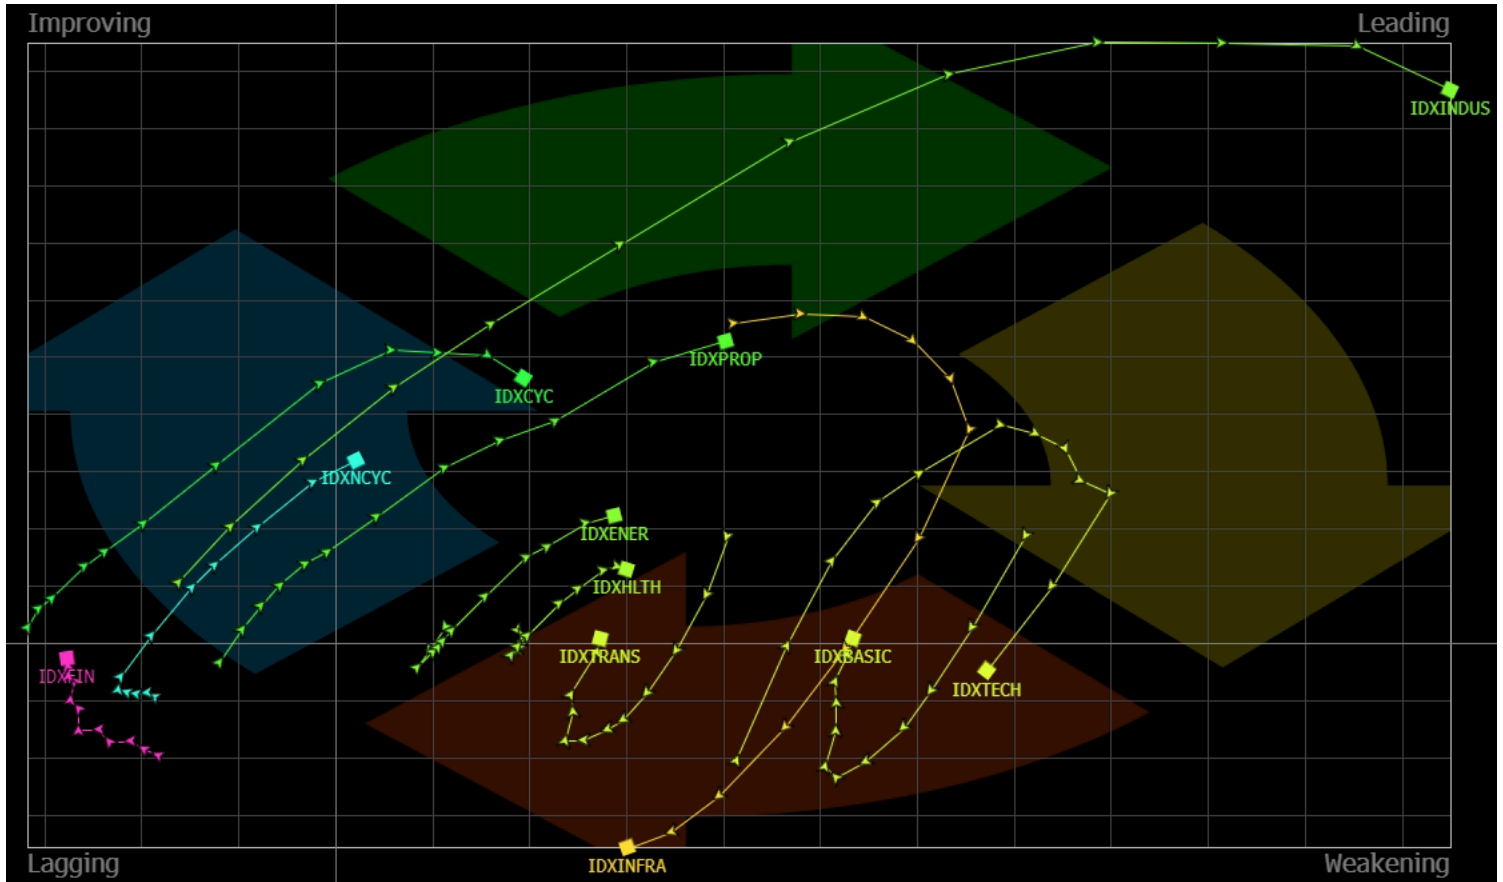 Improving
Leading
IDXINDUS
IDXPROP
IDXCYC
IDXNCYC
IDXENER
IDXHLTH
IDXTRANS
IDXBASIC
IDXFIN
IDXTECH
IDXINFRA
Lagging
Weakening